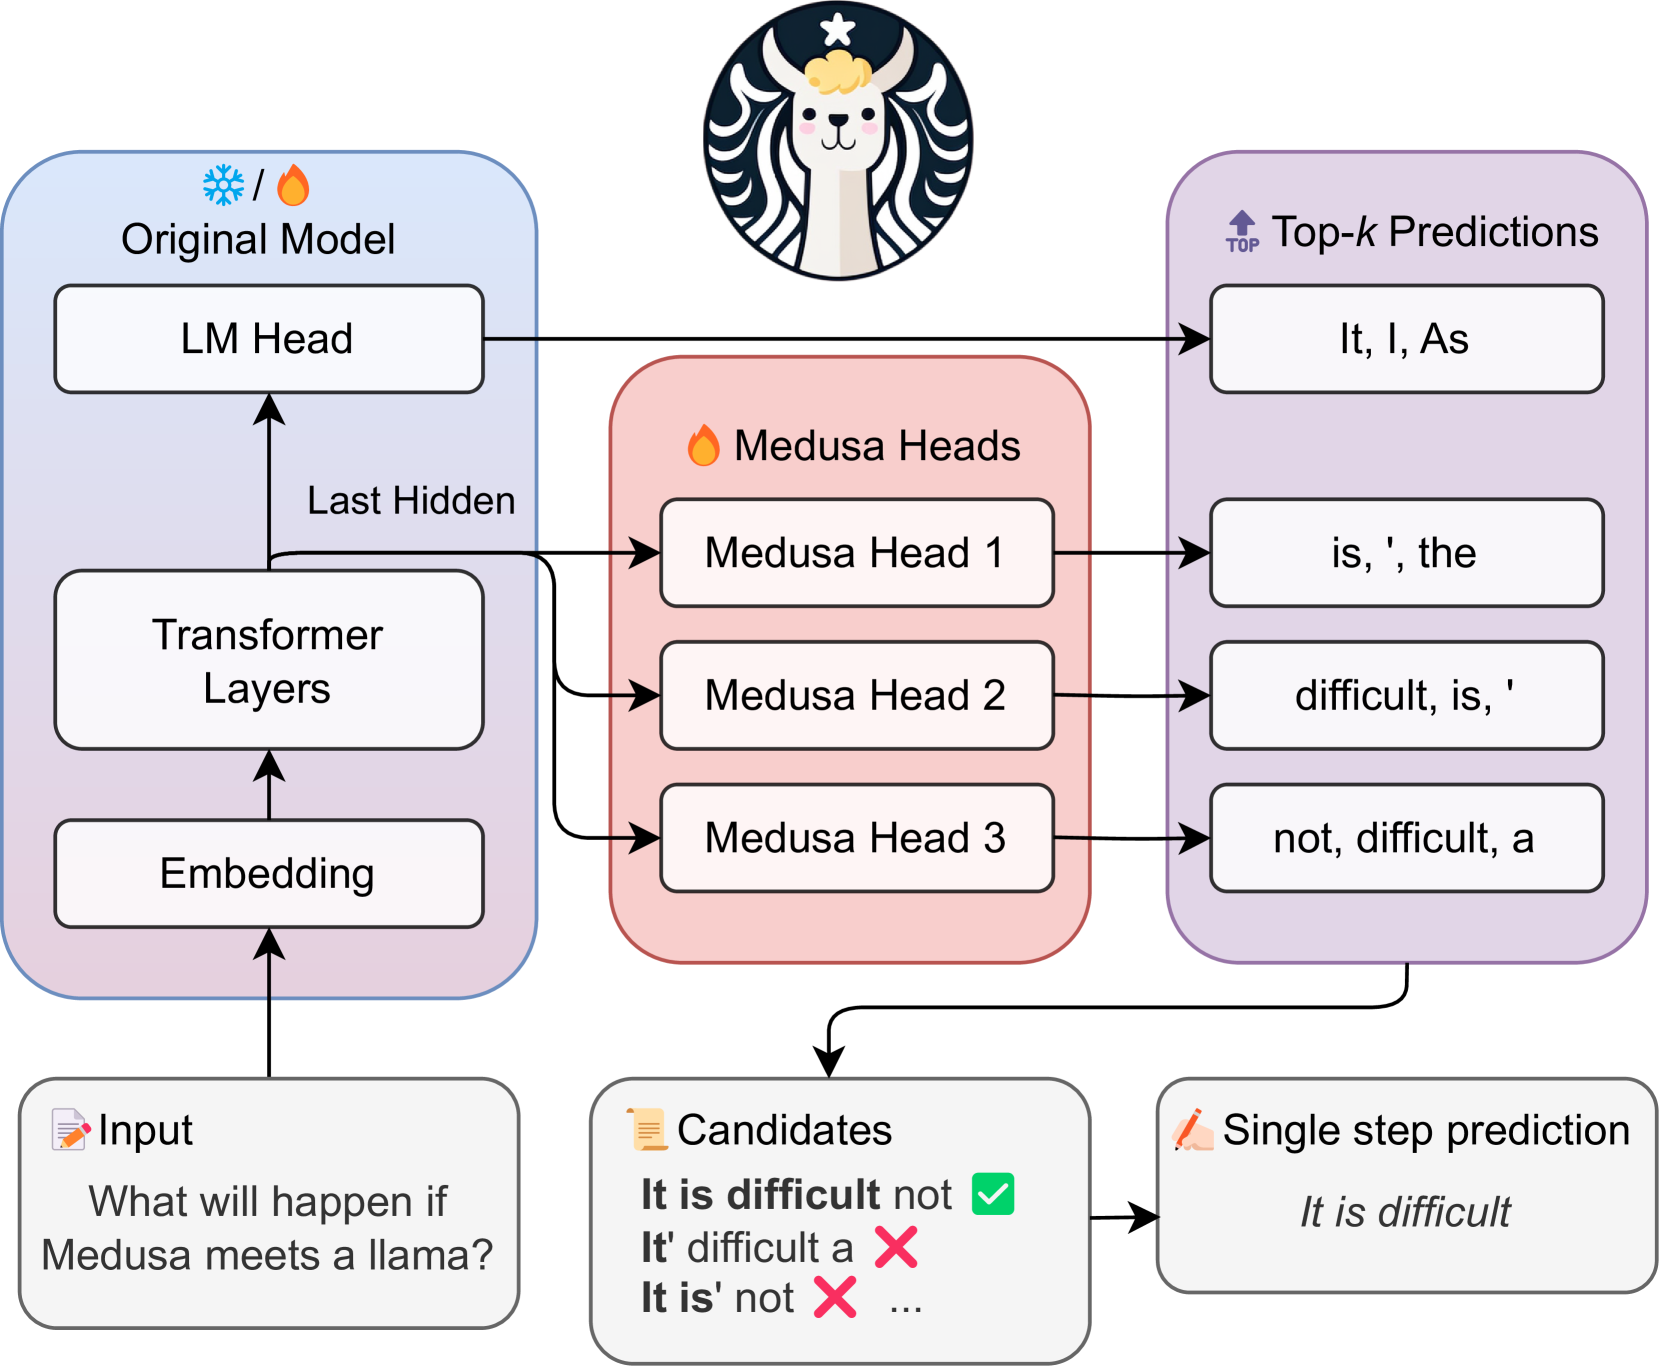 /
Original Model
LM Head
Last Hidden
Transformer
Layers
Embedding
Input
What will happen if
Medusa meets a llama?
Medusa Heads
Medusa Head 1
Medusa Head 2
Medusa Head 3
TOP
Top-k Predictions
It, I, As
is, ', the
difficult, is, '
not, difficult, a
Candidates
It is difficult not
It' difficult a
It is' not ...
Single step prediction
It is difficult